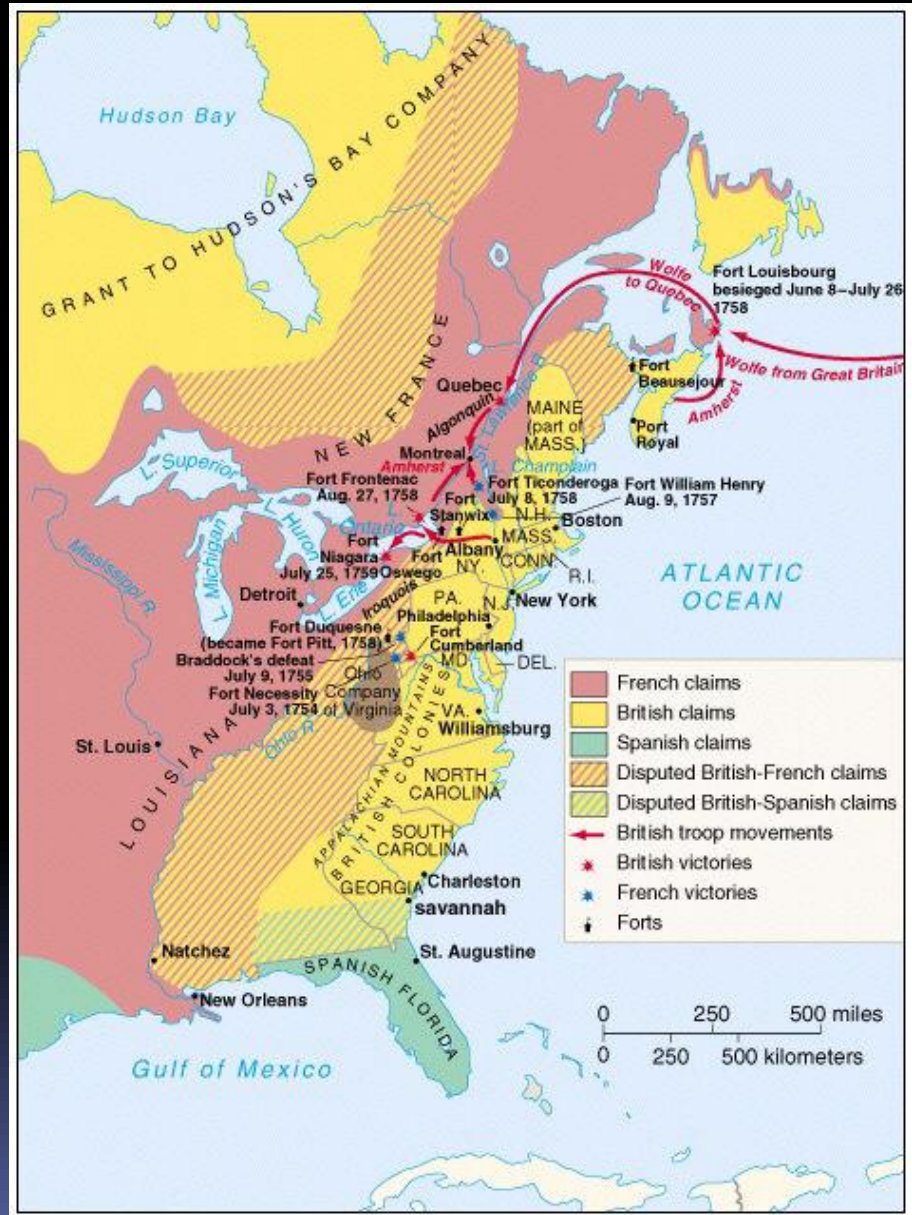 Hudson Bay
GRANT TO HUDSON'S BAY COMPANY
Fort Louisbourg
besieged June 8–July 26
1758
Wolfe
to Quebec
Wolfe from Great Britain
Amherst
Fort
Beausejour
Port
Royal
NEW FRANCE
Quebec
Algonquin
St. Lawrence R.
MAINE
(part of
MASS.)
Montreal
Amherst
L. Champlain
L. Superior
Fort Frontenac
Aug. 27, 1758
Fort Ticonderoga
July 8, 1758
Fort William Henry
Aug. 9, 1757
Fort
Stanwix
N.H.
Boston
L. Huron
L.
Ontario
L. Michigan
Mississippi R.
Fort
Niagara
July 25, 1759
Fort
Oswego
Albany
NY.
MASS.
CONN.
R.I.
ATLANTIC
OCEAN
Detroit
L. Erie
Iroquois
PA.
N.J.
New York
Fort Duquesne
(became Fort Pitt, 1758)
Philadelphia
Fort
Cumberland
Braddock's defeat
July 9, 1755
MD.
DEL.
Fort Necessity
July 3, 1754
Ohio
Company
of Virginia
VA.
Williamsburg
St. Louis
LOUISIANA
Ohio R.
APPALACHIAN MOUNTAINS
BRITISH COLONIES
NORTH
CAROLINA
SOUTH
CAROLINA
GEORGIA
Charleston
savannah
Natchez
St. Augustine
New Orleans
SPANISH FLORIDA
Gulf of Mexico
French claims
British claims
Spanish claims
Disputed British-French claims
Disputed British-Spanish claims
British troop movements
British victories
French victories
Forts
0 250 500 miles
0 250 500 kilometers